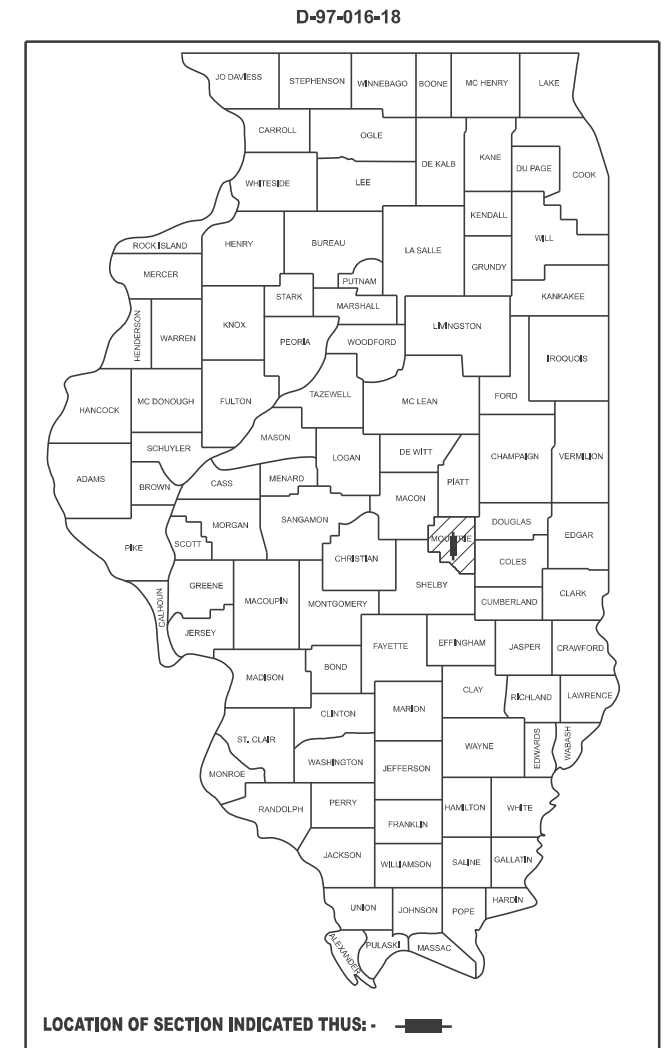 D-97-016-18
JO DAVIESS STEPHENSON WINNEBAGO BOONE MC HENRY LAKE
CARROLL OGLE DE KALB KANE DU PAGE COOK
WHITESIDE LEE KENDALL WILL
ROCK ISLAND HENRY BUREAU LA SALLE GRUNDY
MERCER PUTNAM KANKAKEE
HENDERSON WARREN KNOX STARK MARSHALL LIVINGSTON
PEORIA WOODFORD IROQUOIS
HANCOCK MC DONOUGH FULTON TAZEWELL MC LEAN FORD
SCHUYLER MASON LOGAN DE WITT CHAMPAIGN VERMILION
ADAMS BROWN CASS MENARD MACON PIATT
PIKE SCOTT MORGAN SANGAMON CHRISTIAN MOULTRIE DOUGLAS EDGAR
COLES
CALHOUN GREENE MACOUPIN MONTGOMERY SHELBY CUMBERLAND CLARK
JERSEY FAYETTE EFFINGHAM JASPER CRAWFORD
MADISON BOND CLAY RICHLAND LAWRENCE
CLINTON MARION
ST. CLAIR WASHINGTON JEFFERSON WAYNE EDWARDS WABASH
MONROE
RANDOLPH PERRY FRANKLIN HAMILTON WHITE
JACKSON WILLIAMSON SALINE GALLATIN
UNION JOHNSON POPE HARDIN
ALEXANDER PULASKI MASSAC
LOCATION OF SECTION INDICATED THUS: -